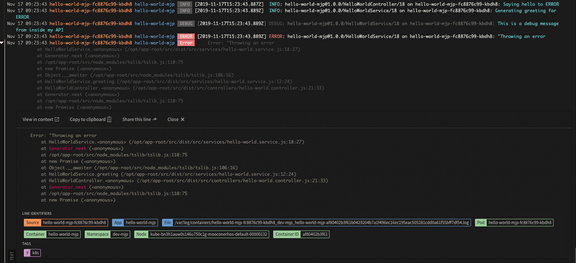 Nov 17 09:23:43 hello-world-mjp-fc8876c99-kbdh8 hello-world-mjp INFO [2019-11-17T15:23:43.889Z] INFO: hello-world-mjp@1.0.0/HelloWorldController/18 on hello-world-mjp-fc8876c99-kbdh8: Saying hello to ERROR
Nov 17 09:23:43 hello-world-mjp-fc8876c99-kbdh8 hello-world-mjp INFO [2019-11-17T15:23:43.889Z] INFO: hello-world-mjp@1.0.0/HelloWorldService/18 on hello-world-mjp-fc8876c99-kbdh8: Generating greeting for
ERROR
Nov 17 09:23:43 hello-world-mjp-fc8876c99-kbdh8 hello-world-mjp DEBUG [2019-11-17T15:23:43.889Z] DEBUG: hello-world-mjp@1.0.0/HelloWorldService/18 on hello-world-mjp-fc8876c99-kbdh8: This is a debug message
from inside my API
Nov 17 09:23:43 hello-world-mjp-fc8876c99-kbdh8 hello-world-mjp ERROR [2019-11-17T15:23:43.889Z] ERROR: hello-world-mjp@1.0.0/HelloWorldService/18 on hello-world-mjp-fc8876c99-kbdh8: "Throwing an error
Nov 17 09:23:43 hello-world-mjp-fc8876c99-kbdh8 hello-world-mjp Error Error: "Throwing an error
at HelloWorldService.<anonymous> (/opt/app-root/src/dist/src/services/hello-world.service.js:18:27)
at Generator.next (<anonymous>)
at /opt/app-root/src/node_modules/tslib/tslib.js:110:75
at new Promise (<anonymous>)
at Object.__awaiter (/opt/app-root/src/node_modules/tslib/tslib.js:106:16)
at HelloWorldService.greeting (/opt/app-root/src/dist/src/services/hello-world.service.js:12:24)
at HelloWorldController.<anonymous> (/opt/app-root/src/dist/src/controllers/hello-world.controller.js:21:33)
at Generator.next (<anonymous>)
at /opt/app-root/src/node_modules/tslib/tslib.js:110:75
at new Promise (<anonymous>)
View in context Copy to clipboard Share this line Close
Error: "Throwing an error
at HelloWorldService.<anonymous> (/opt/app-root/src/dist/src/services/hello-world.service.js:18:27)
at Generator.next (<anonymous>)
at /opt/app-root/src/node_modules/tslib/tslib.js:110:75
at new Promise (<anonymous>)
at Object.__awaiter (/opt/app-root/src/node_modules/tslib/tslib.js:106:16)
at HelloWorldService.greeting (/opt/app-root/src/dist/src/services/hello-world.service.js:12:24)
at HelloWorldController.<anonymous> (/opt/app-root/src/dist/src/controllers/hello-world.controller.js:21:33)
at Generator.next (<anonymous>)
at /opt/app-root/src/node_modules/tslib/tslib.js:110:75
at new Promise (<anonymous>)
LINE IDENTIFIERS
Source hello-world-mjp-fc8876c99-kbdh8 App hello-world-mjp File Pod hello-world-mjp-fc8876c99-kbdh8
Container hello-world-mjp Namespace dev-mjp Node Container ID
TAGS
k8s